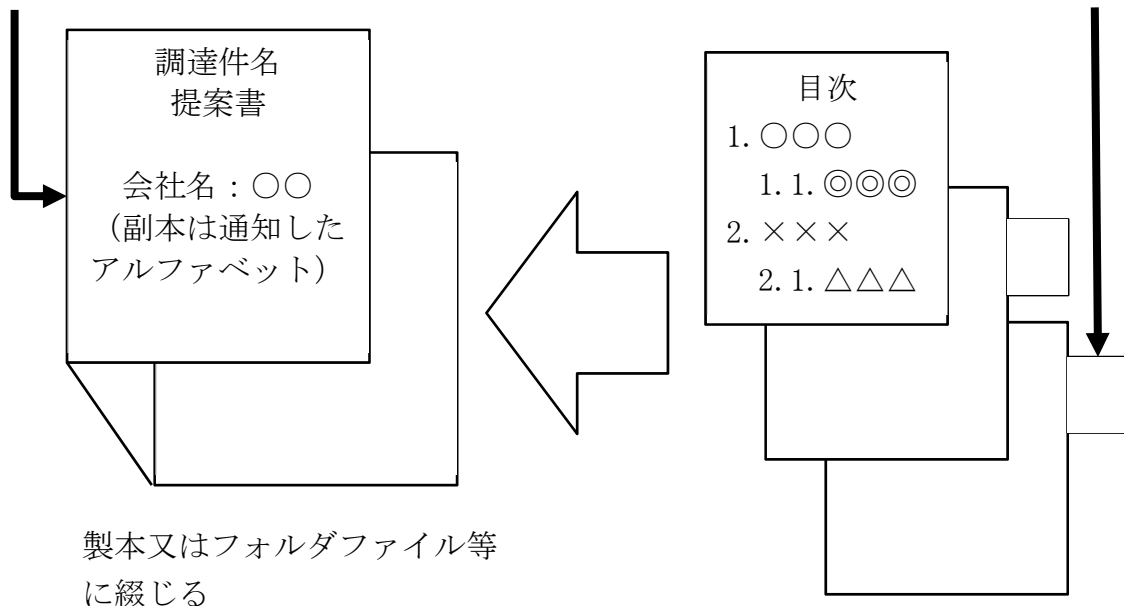 調達件名
提案書
会社名：○○
（副本は通知した
アルファベット）
製本又はフォルダファイル等
に綴じる
目次
1.○○○
1.1.◎◎◎
2.×××
2.1.△△△